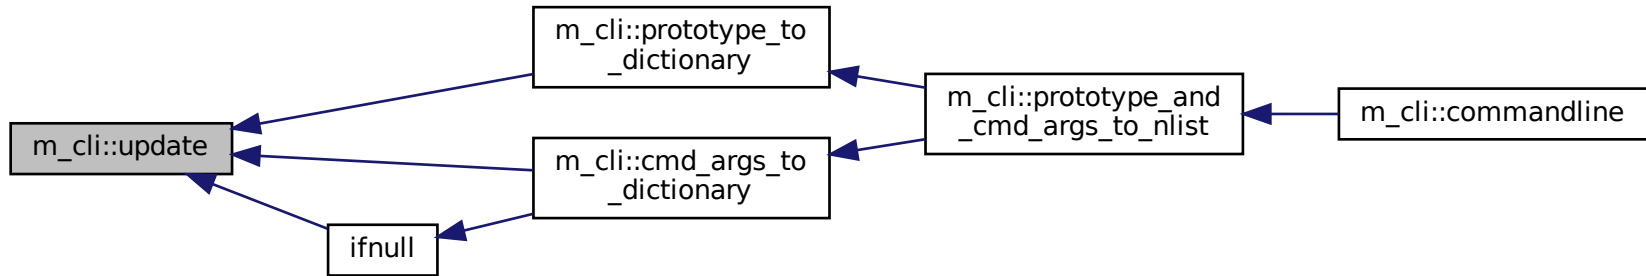 m_cli::update
m_cli::prototype_to
_dictionary
m_cli::cmd_args_to
_dictionary
ifnull
m_cli::prototype_and
_cmd_args_to_nlist
m_cli::commandline